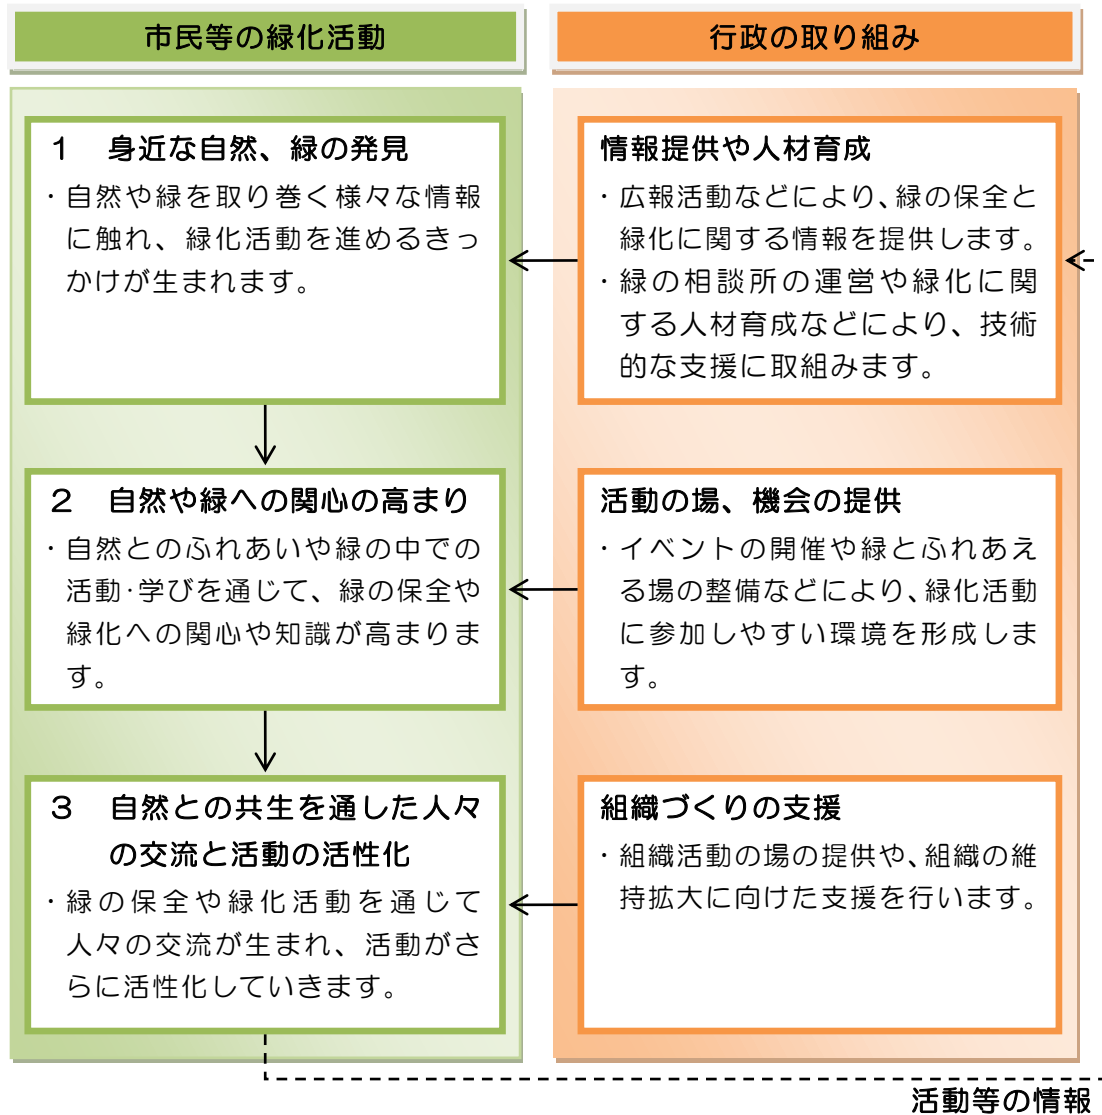 市民等の緑化活動
1　身近な自然、緑の発見
・自然や緑を取り巻く様々な情報
に触れ、緑化活動を進めるきっ
かけが生まれます。
2　自然や緑への関心の高まり
・自然とのふれあいや緑の中での
活動・学びを通じて、緑の保全や
緑化への関心や知識が高まりま
す。
3　自然との共生を通した人々
の交流と活動の活性化
・緑の保全や緑化活動を通じて
人々の交流が生まれ、活動がさ
らに活性化していきます。
行政の取り組み
情報提供や人材育成
・広報活動などにより、緑の保全と
緑化に関する情報を提供します。
・緑の相談所の運営や緑化に関
する人材育成などにより、技術
的な支援に取組みます。
活動の場、機会の提供
・イベントの開催や緑とふれあえ
る場の整備などにより、緑化活動
に参加しやすい環境を形成しま
す。
組織づくりの支援
・組織活動の場の提供や、組織の維
持拡大に向けた支援を行います。
活動等の情報